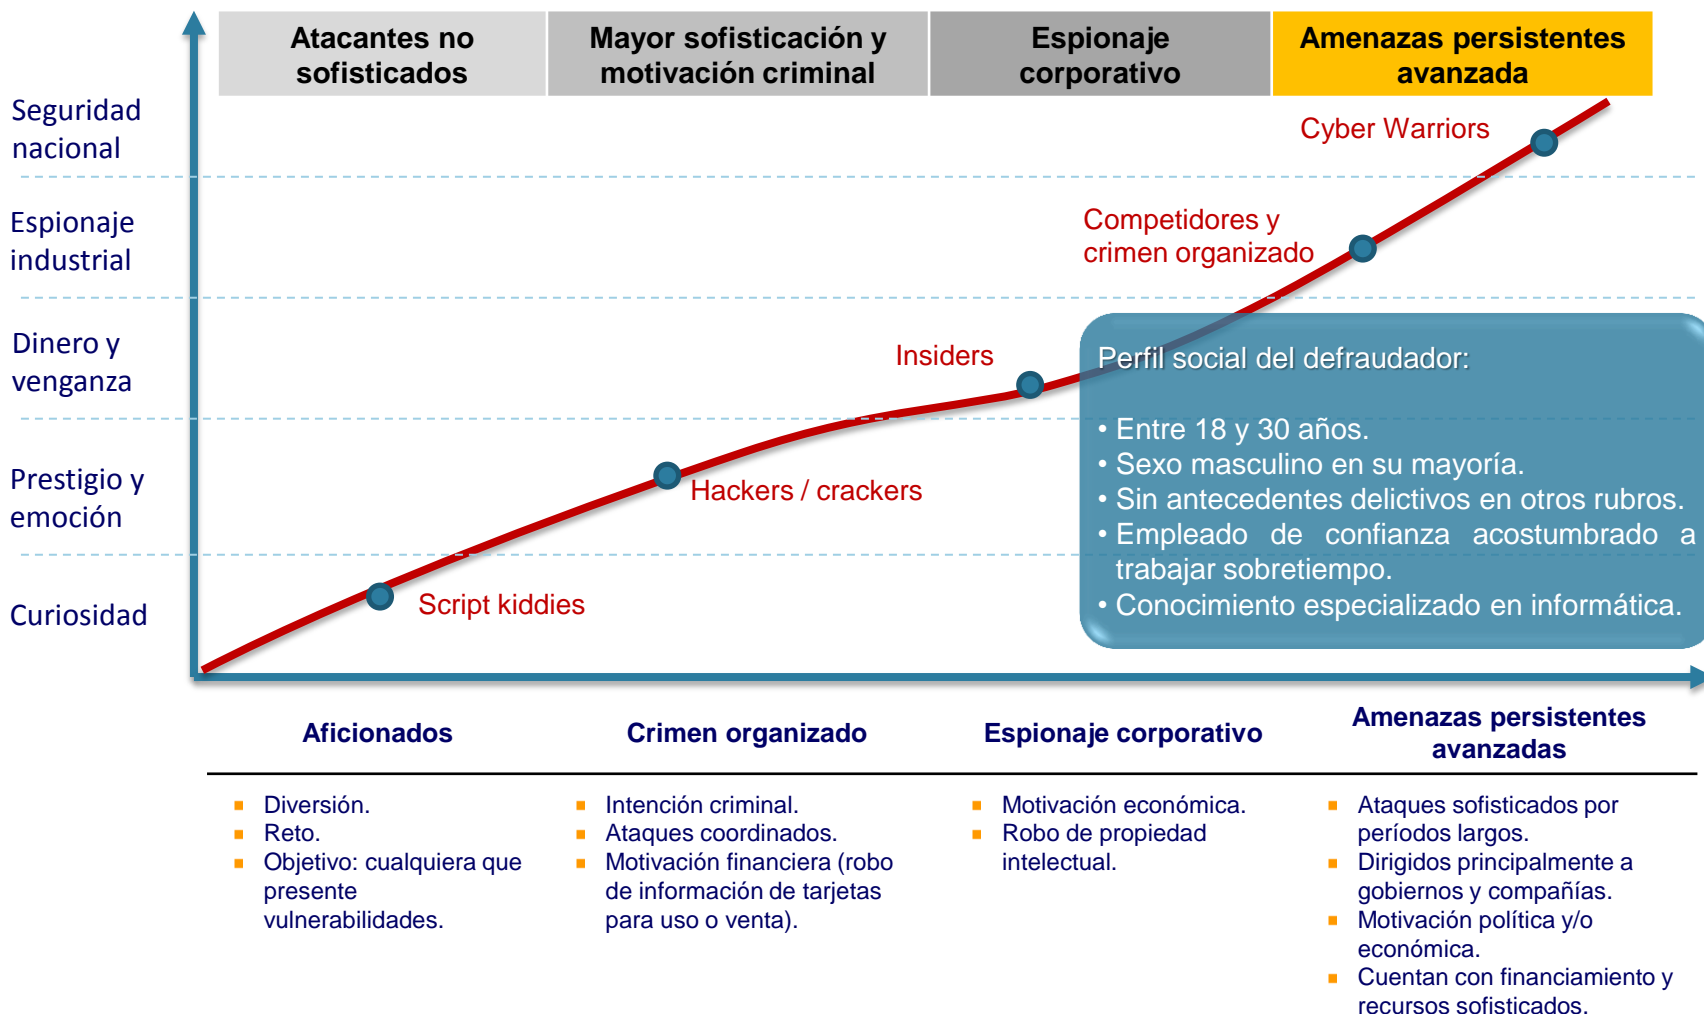 Atacantes no
sofisticados
Mayor sofisticación y
motivación criminal
Espionaje
corporativo
Amenazas persistentes
avanzada
Seguridad
nacional
Espionaje
industrial
Dinero y
venganza
Prestigio y
emoción
Curiosidad
Cyber Warriors
Competidores y
crimen organizado
Insiders
Hackers / crackers
Script kiddies
Perfil social del defraudador:
• Entre 18 y 30 años.
• Sexo masculino en su mayoría.
• Sin antecedentes delictivos en otros rubros.
• Empleado de confianza acostumbrado a
trabajar sobretiempo.
• Conocimiento especializado en informática.
Aficionados
▪ Diversión.
▪ Reto.
▪ Objetivo: cualquiera que
presente
vulnerabilidades.
Crimen organizado
▪ Intención criminal.
▪ Ataques coordinados.
▪ Motivación financiera (robo
de información de tarjetas
para uso o venta).
Espionaje corporativo
▪ Motivación económica.
▪ Robo de propiedad
intelectual.
Amenazas persistentes
avanzadas
▪ Ataques sofisticados por
períodos largos.
▪ Dirigidos principalmente a
gobiernos y compañías.
▪ Motivación política y/o
económica.
▪ Cuentan con financiamiento y
recursos sofisticados.